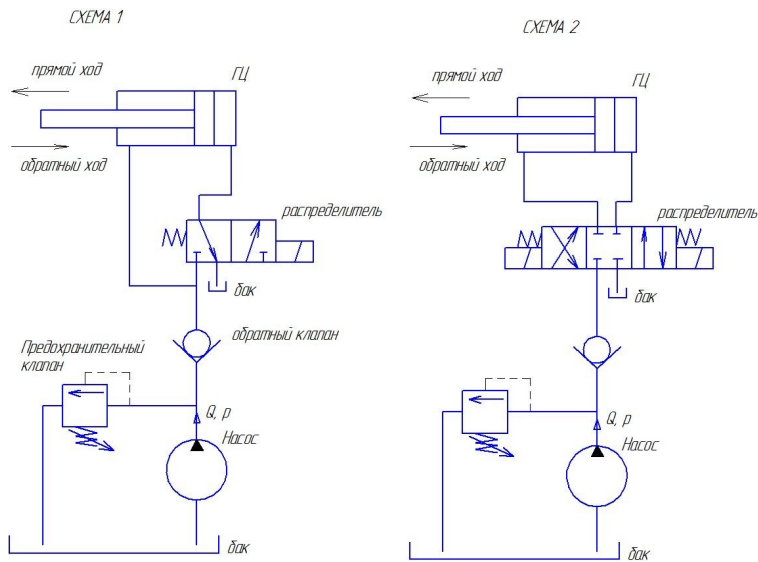 СХЕМА 1
прямой ход
ГЦ
обратный ход
распределитель
бак
обратный клапан
Предохранительный
клапан
Q, p
Насос
бак
СХЕМА 2
прямой ход
ГЦ
обратный ход
распределитель
бак
Q, p
Насос
бак